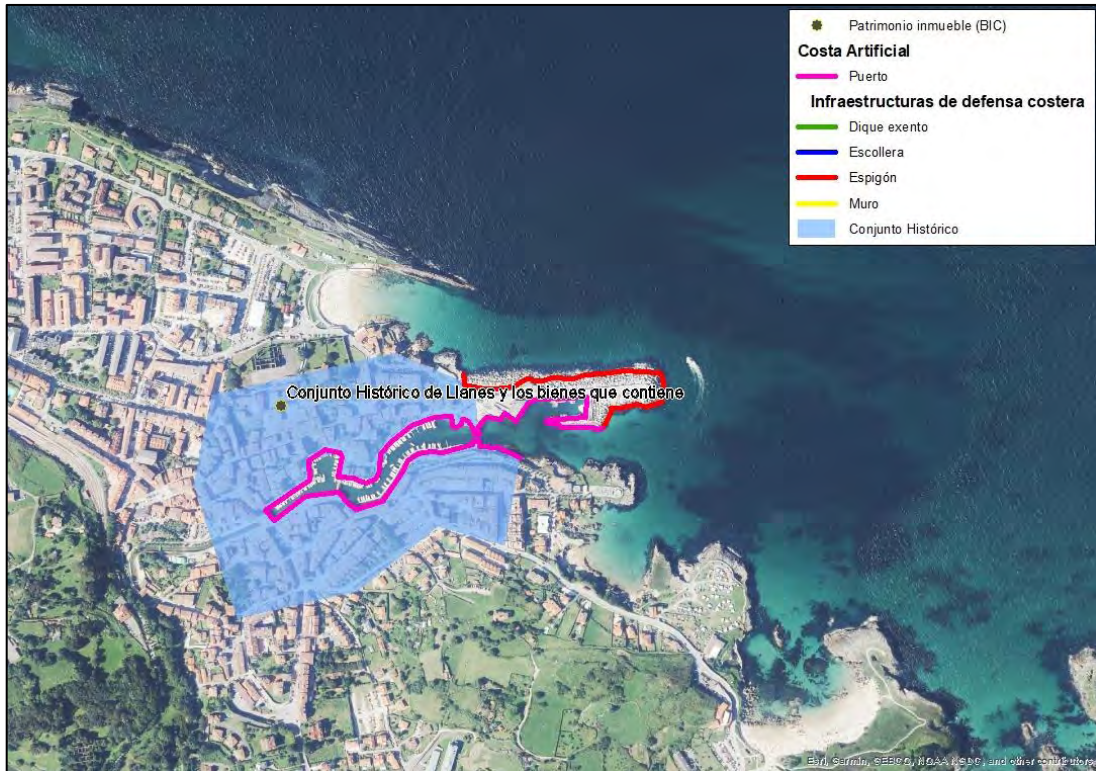 Patrimonio inmueble (BIC)
Costa Artificial
Puerto
Infraestructuras de defensa costera
Dique exento
Escollera
Espigón
Muro
Conjunto Histórico
Conjunto Histórico de Llanes y los bienes que contiene
Esri, Garmin, GEBCO, NOAA NGDC, and other contributors